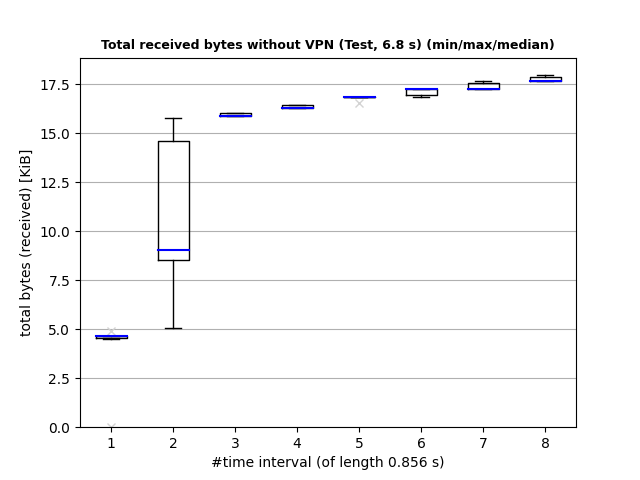 Total received bytes without VPN (Test, 6.8 s) (min/max/median)
total bytes (received) [KiB]
17.5
15.0
12.5
10.0
7.5
5.0
2.5
0.0
1 2 3 4 5 6 7 8
#time interval (of length 0.856 s)